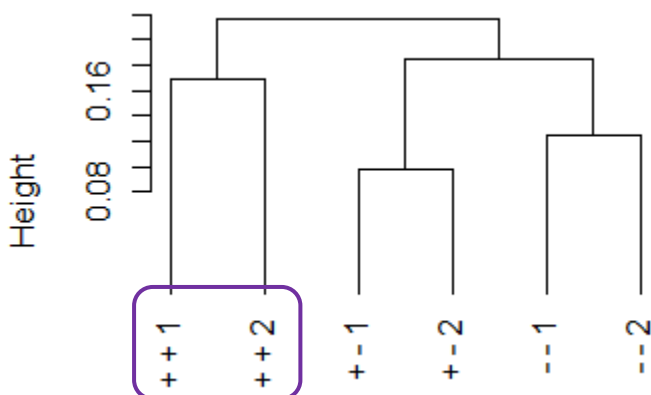 Height
0.16
0.08
+ + 1
+ + 2
+ - 1
+ - 2
- - 1
- - 2